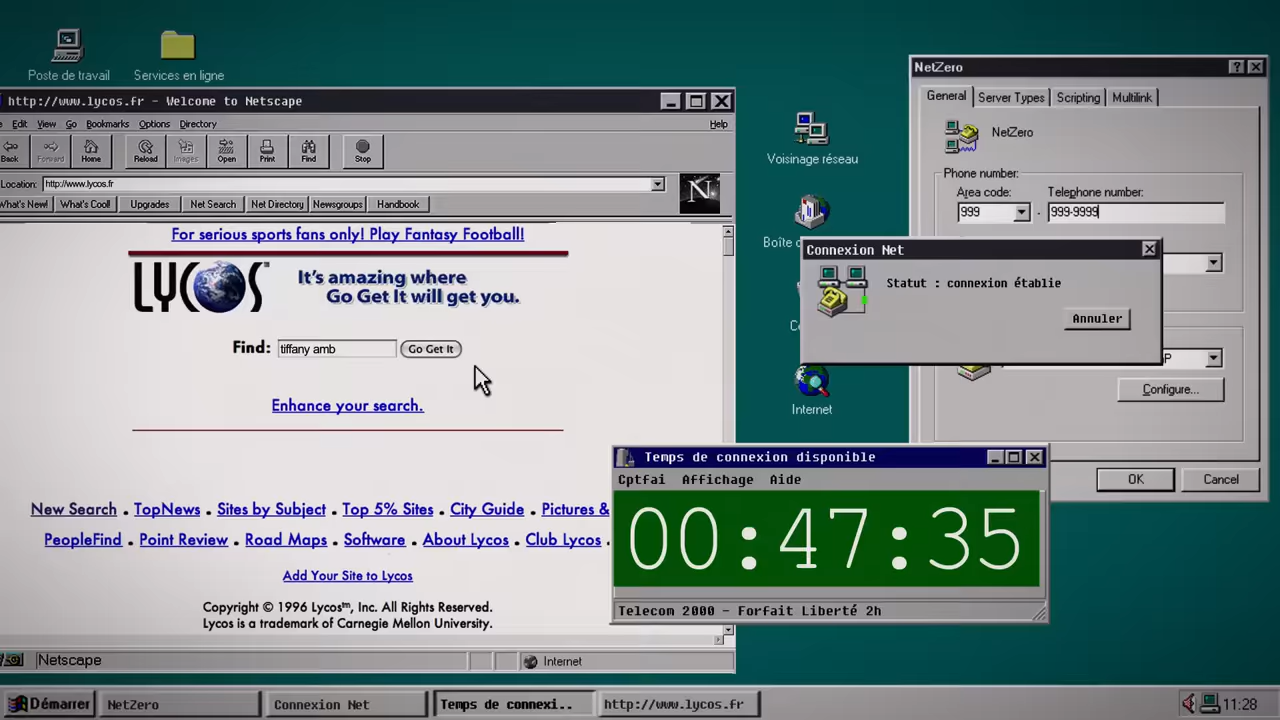 Poste de travail
Services en ligne
http://www.lycos.fr - Welcome to Netscape
Edit View Go Bookmarks Options Directory Help
Back Forward Home Reload Images Open Print Find Stop
Location: http://www.lycos.fr
N
What's New! What's Cool! Upgrades Net Search Net Directory Newsgroups Handbook
For serious sports fans only! Play Fantasy Football!
LYCOS™
It's amazing where
Go Get It will get you.
Find: tiffany amb Go Get It
Enhance your search.
New Search . TopNews . Sites by Subject . Top 5% Sites . City Guide . Pictures &
PeopleFind . Point Review . Road Maps . Software . About Lycos . Club Lycos .
Add Your Site to Lycos
Copyright © 1996 Lycos™, Inc. All Rights Reserved.
Lycos is a trademark of Carnegie Mellon University.
Netscape
Internet
Voisinage réseau
Boîte
Internet
NetZero
General Server Types Scripting Multilink
NetZero
Phone number:
Area code: Telephone number:
999 - 999-9999
Connexion Net
Statut : connexion établie
Annuler
P
Configure...
OK Cancel
Temps de connexion disponible
Cptfai Affichage Aide
00:47:35
Telecom 2000 - Forfait Liberté 2h
Démarrer NetZero Connexion Net Temps de connexi.. http://www.lycos.fr 11:28